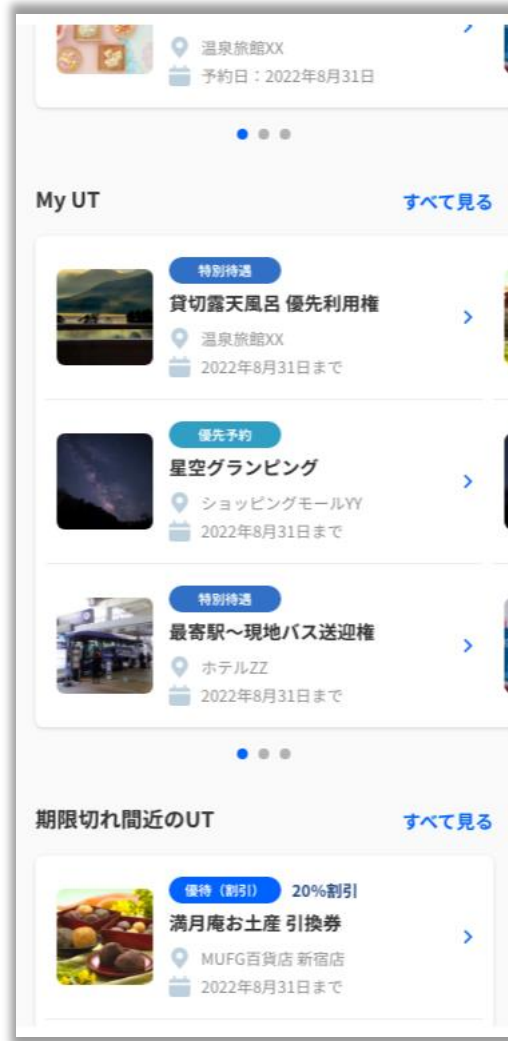 温泉旅館XX
予約日：2022年8月31日
My UT
すべて見る
特別待遇
貸切露天風呂 優先利用権
温泉旅館XX
2022年8月31日まで
優先予約
星空グランピング
ショッピングモールYY
2022年8月31日まで
特別待遇
最寄駅～現地バス送迎権
ホテルZZ
2022年8月31日まで
期限切れ間近のUT
すべて見る
優待（割引） 20%割引
満月庵お土産 引換券
MUFG百貨店 新宿店
2022年8月31日まで